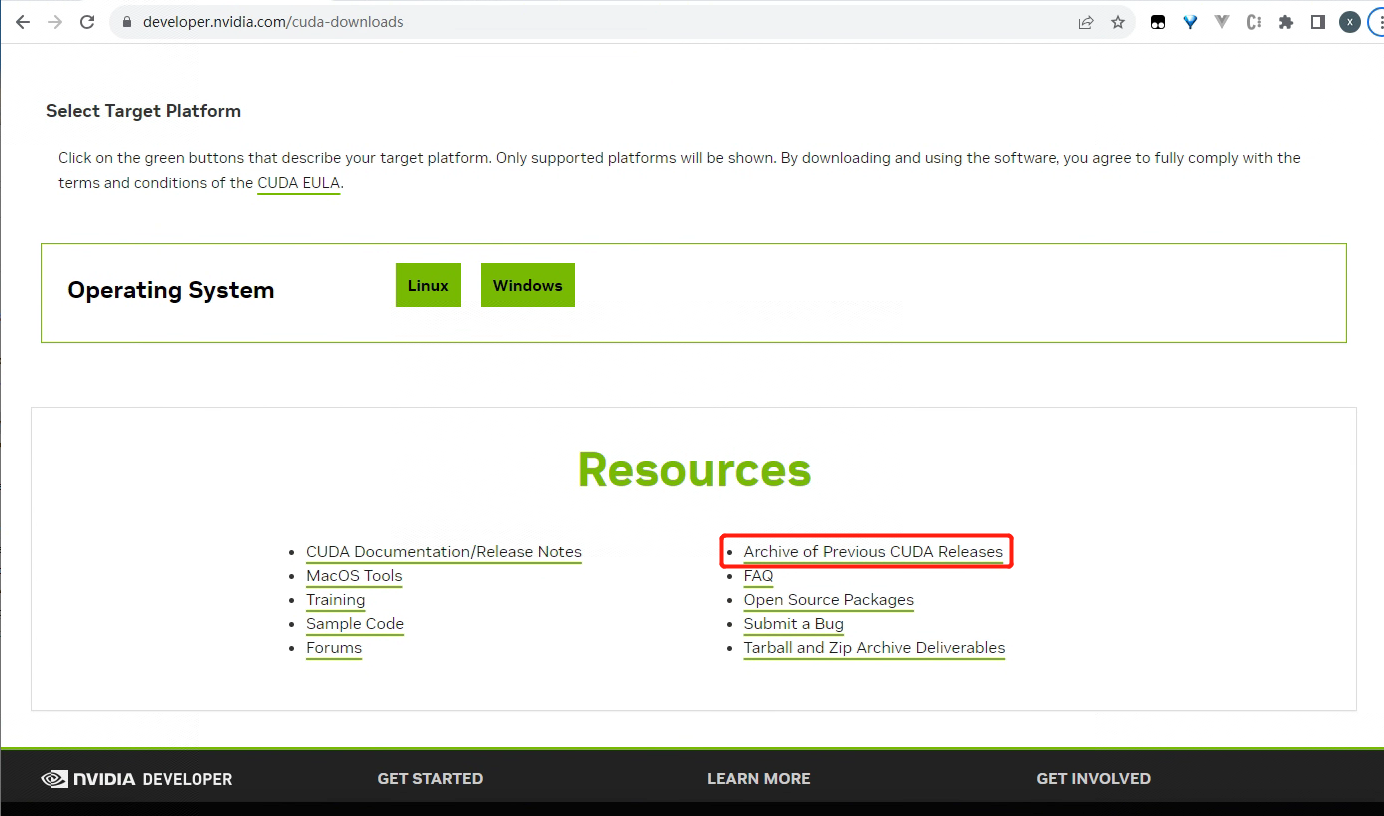 developer.nvidia.com/cuda-downloads
X
Select Target Platform
Click on the green buttons that describe your target platform. Only supported platforms will be shown. By downloading and using the software, you agree to fully comply with the
terms and conditions of the CUDA EULA.
Operating System
Linux
Windows
Resources
CUDA Documentation/Release Notes
MacOS Tools
Training
Sample Code
Forums
Archive of Previous CUDA Releases
FAQ
Open Source Packages
Submit a Bug
Tarball and Zip Archive Deliverables
NVIDIA DEVELOPER
GET STARTED
LEARN MORE
GET INVOLVED